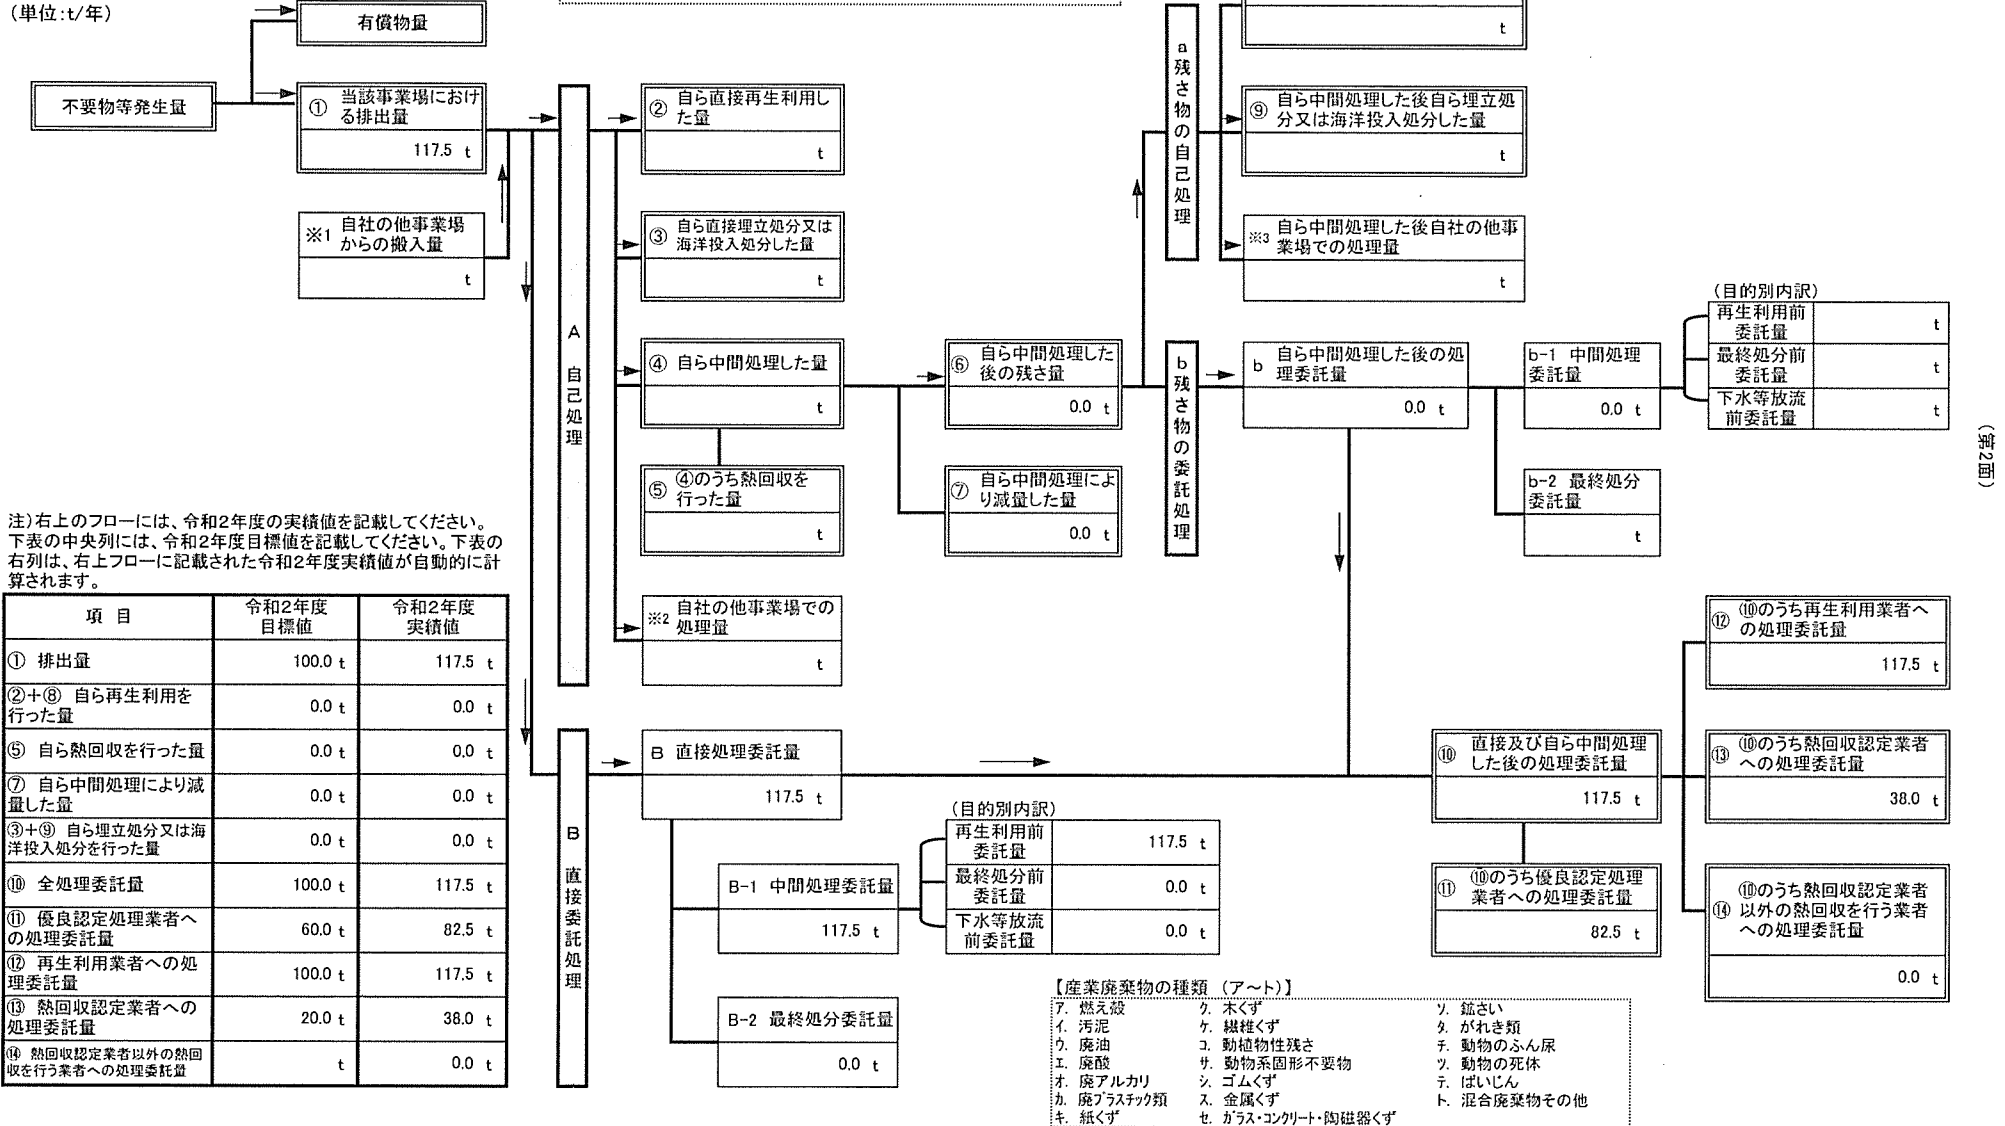 (単位:t/年)
有償物量
不要物等発生量
① 当該事業場におけ
る排出量
117.5 t
※1 自社の他事業場
からの搬入量
t
A 自己処理
② 自ら直接再生利用し
た量
t
③ 自ら直接埋立処分又は
海洋投入処分した量
t
④ 自ら中間処理した量
t
⑤ ④のうち熱回収を
行った量
t
※2 自社の他事業場での
処理量
t
⑥ 自ら中間処理した
後の残さ量
0.0 t
⑦ 自ら中間処理によ
り減量した量
0.0 t
a 残さ物の自己処理
t
⑨ 自ら中間処理した後自ら埋立処
分又は海洋投入処分した量
t
※3 自ら中間処理した後自社の他事
業場での処理量
t
b 残さ物の委託処理
b 自ら中間処理した後の処
理委託量
0.0 t
b-1 中間処理
委託量
0.0 t
b-2 最終処分
委託量
t
(目的別内訳)
再生利用前
委託量
t
最終処分前
委託量
t
下水等放流
前委託量
t
(第2面)
注)右上のフローには、令和2年度の実績値を記載してください。
下表の中央列には、令和2年度目標値を記載してください。下表の
右列は、右上フローに記載された令和2年度実績値が自動的に計
算されます。
項 目 令和2年度 令和2年度
目標値 実績値
① 排出量 100.0 t 117.5 t
②+⑧ 自ら再生利用を
行った量 0.0 t 0.0 t
⑤ 自ら熱回収を行った量 0.0 t 0.0 t
⑦ 自ら中間処理により減
量した量 0.0 t 0.0 t
③+⑨ 自ら埋立処分又は海
洋投入処分を行った量 0.0 t 0.0 t
⑩ 全処理委託量 100.0 t 117.5 t
⑪ 優良認定処理業者へ
の処理委託量 60.0 t 82.5 t
⑫ 再生利用業者への処
理委託量 100.0 t 117.5 t
⑬ 熱回収認定業者への
処理委託量 20.0 t 38.0 t
⑭ 熱回収認定業者以外の熱回
収を行う業者への処理委託量 t 0.0 t
B 直接委託処理
B 直接処理委託量
117.5 t
B-1 中間処理委託量
117.5 t
B-2 最終処分委託量
0.0 t
(目的別内訳)
再生利用前
委託量
117.5 t
最終処分前
委託量
0.0 t
下水等放流
前委託量
0.0 t
⑩ 直接及び自ら中間処理
した後の処理委託量
117.5 t
⑪ ⑩のうち優良認定処理
業者への処理委託量
82.5 t
⑫ ⑩のうち再生利用業者へ
の処理委託量
117.5 t
⑬ ⑩のうち熱回収認定業者
への処理委託量
38.0 t
⑭ ⑩のうち熱回収認定業者
以外の熱回収を行う業者
への処理委託量
0.0 t
【産業廃棄物の種類 (ア～ト)】
ア. 燃え殻 ク. 木くず ソ. 鉱さい
イ. 汚泥 ケ. 繊維くず タ. がれき類
ウ. 廃油 コ. 動植物性残さ チ. 動物のふん尿
エ. 廃酸 サ. 動物系固形不要物 ツ. 動物の死体
オ. 廃アルカリ シ. ゴムくず テ. ばいじん
カ. 廃プラスチック類 ス. 金属くず ト. 混合廃棄物その他
キ. 紙くず セ. ガラス・コンクリート・陶磁器くず